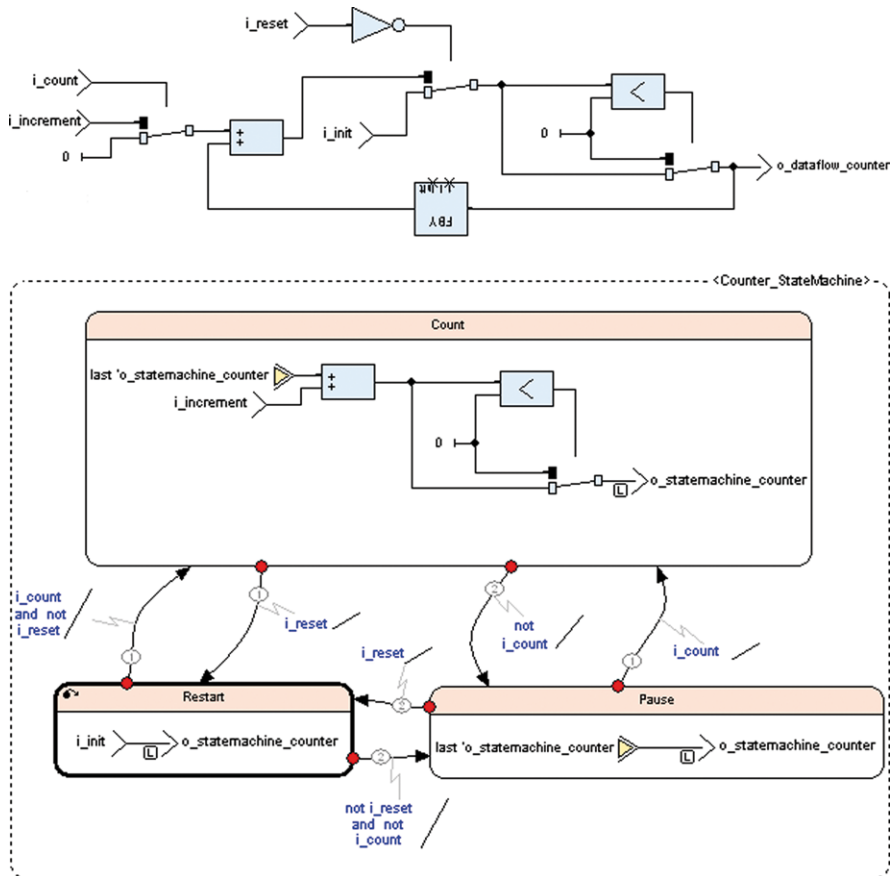 i_reset
i_count
i_increment
0
+
+
i_init
<
0
o_dataflow_counter
i_init
FBY
<Counter_StateMachine>
Count
last 'o_statemachine_counter
+
+
i_increment
<
0
L
o_statemachine_counter
i_count
and not
i_reset
1
1
i_reset
2
not
i_count
1
i_count
i_reset
2
Restart
i_init
L
o_statemachine_counter
2
not i_reset
and not
i_count
Pause
last 'o_statemachine_counter
L
o_statemachine_counter